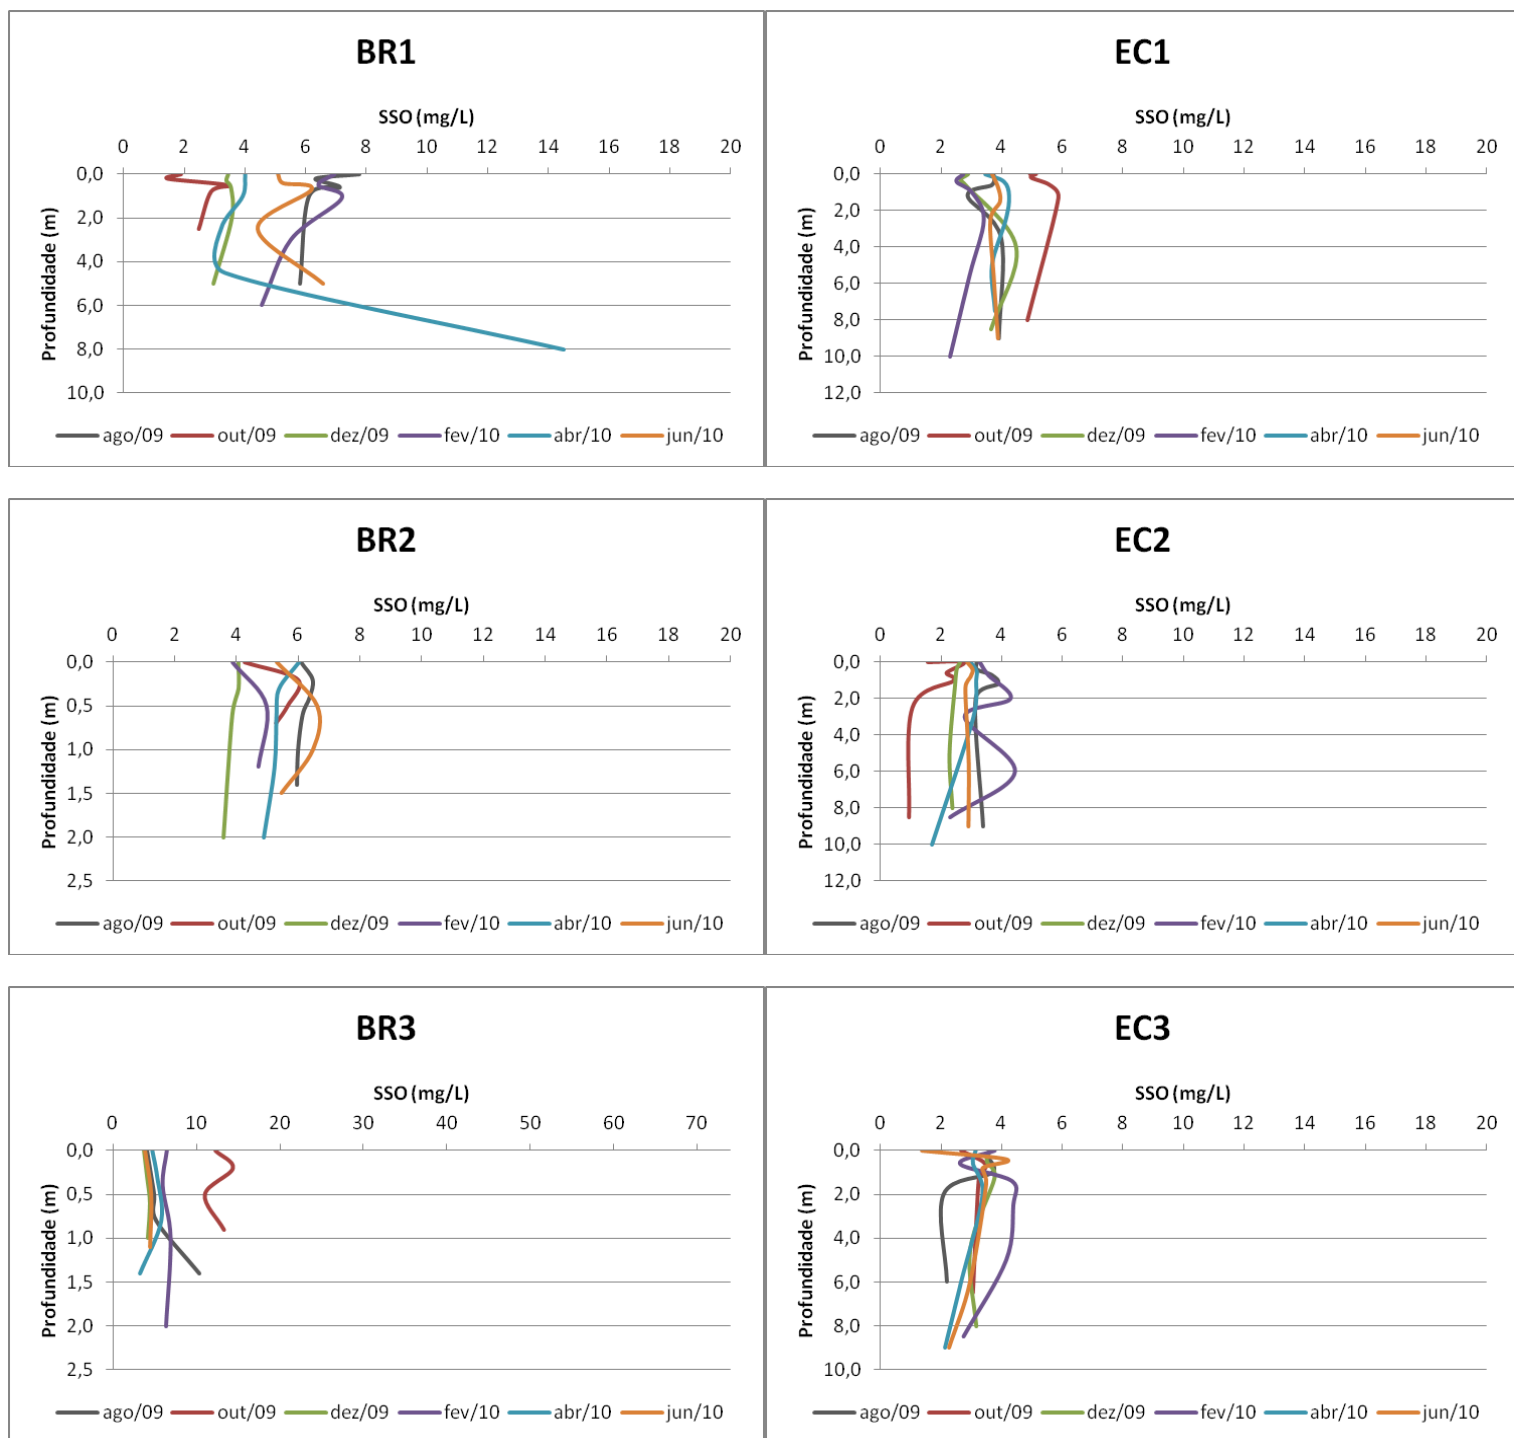 BR1
SSO (mg/L)
0 2 4 6 8 10 12 14 16 18 20
0,0
2,0
4,0
6,0
8,0
10,0
Profundidade (m)
ago/09 out/09 dez/09 fev/10 abr/10 jun/10
EC1
SSO (mg/L)
0 2 4 6 8 10 12 14 16 18 20
0,0
2,0
4,0
6,0
8,0
10,0
12,0
Profundidade (m)
ago/09 out/09 dez/09 fev/10 abr/10 jun/10
BR2
SSO (mg/L)
0 2 4 6 8 10 12 14 16 18 20
0,0
0,5
1,0
1,5
2,0
2,5
Profundidade (m)
ago/09 out/09 dez/09 fev/10 abr/10 jun/10
EC2
SSO (mg/L)
0 2 4 6 8 10 12 14 16 18 20
0,0
2,0
4,0
6,0
8,0
10,0
12,0
Profundidade (m)
ago/09 out/09 dez/09 fev/10 abr/10 jun/10
BR3
SSO (mg/L)
0 10 20 30 40 50 60 70
0,0
0,5
1,0
1,5
2,0
2,5
Profundidade (m)
ago/09 out/09 dez/09 fev/10 abr/10 jun/10
EC3
SSO (mg/L)
0 2 4 6 8 10 12 14 16 18 20
0,0
2,0
4,0
6,0
8,0
10,0
Profundidade (m)
ago/09 out/09 dez/09 fev/10 abr/10 jun/10